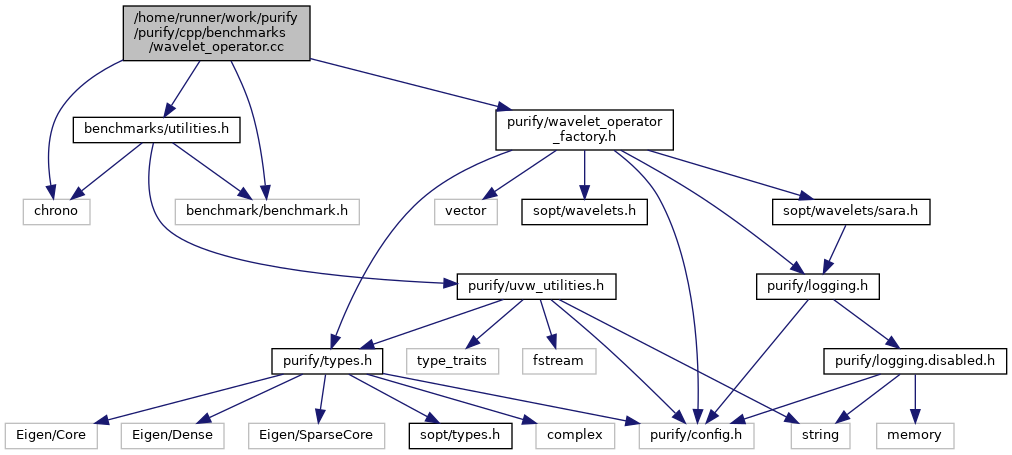 /home/runner/work/purify
/purify/cpp/benchmarks
/wavelet_operator.cc
benchmarks/utilities.h
purify/wavelet_operator
_factory.h
chrono
benchmark/benchmark.h
vector
sopt/wavelets.h
sopt/wavelets/sara.h
purify/uvw_utilities.h
purify/logging.h
purify/types.h
type_traits
fstream
purify/logging.disabled.h
Eigen/Core
Eigen/Dense
Eigen/SparseCore
sopt/types.h
complex
purify/config.h
string
memory